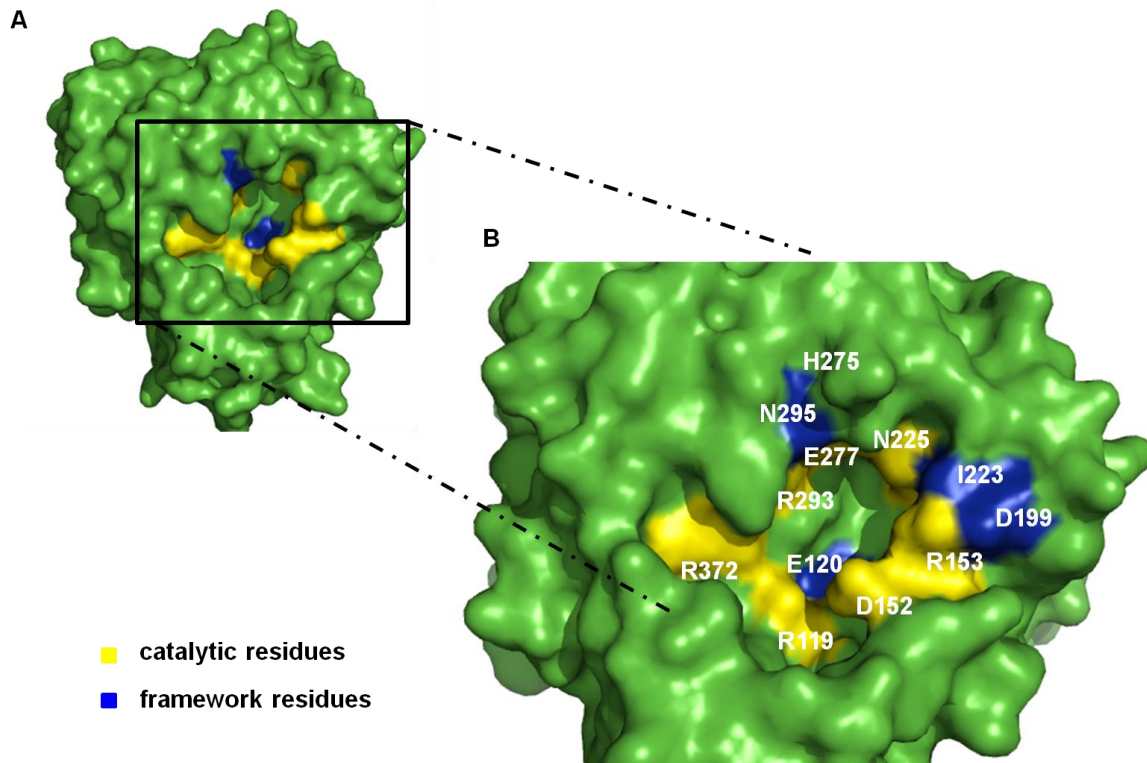 A
B
H275
N295
N225
E277
I223
R293
D199
E120
R153
R372
D152
R119
catalytic residues
framework residues